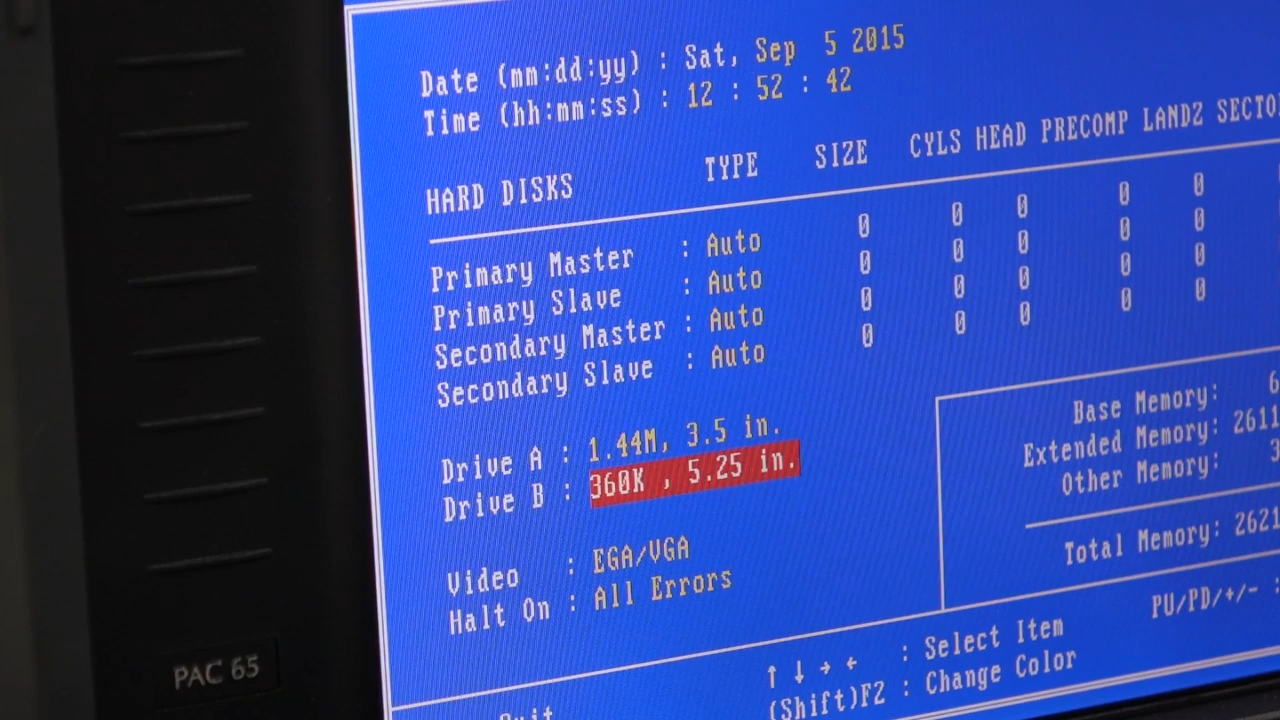 Date (mm:dd:yy) : Sat, Sep 5 2015
Time (hh:mm:ss) : 12 : 52 : 42
HARD DISKS TYPE SIZE CYLS HEAD PRECOMP LANDZ
Primary Master : Auto 0 0 0 0 0
Primary Slave : Auto 0 0 0 0 0
Secondary Master : Auto 0 0 0 0 0
Secondary Slave : Auto 0 0 0 0 0
Drive A : 1.44M, 3.5 in.
Drive B : 360K , 5.25 in.
Video : EGA/VGA
Halt On : All Errors
Base Memory:
Extended Memory:
Other Memory:
Total Memory:
↑ ↓ → ← : Select Item
PU/PD/+/- :
(Shift)F2 : Change Color
PAC 65